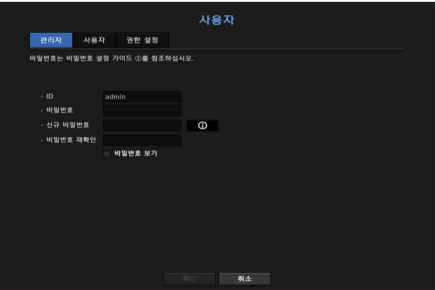 사용자
관리자 사용자 권한 설정
비밀번호는 비밀번호 설정 가이드 ⓘ를 참조하십시오.
· ID admin
· 비밀번호
· 신규 비밀번호 ⓘ
· 비밀번호 재확인
비밀번호 보기
확인 취소